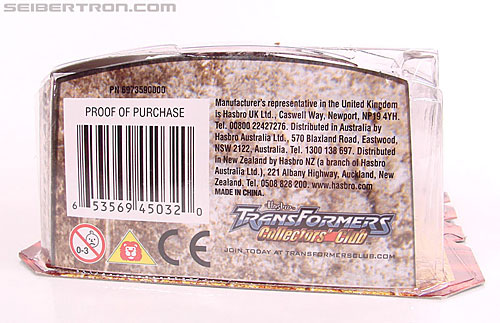 SEIBERTRON.COM
PN 6973590000
PROOF OF PURCHASE
6 53569 45032 0
0-3
CE
Manufacturer's representative in the United Kingdom
is Hasbro UK Ltd., Caswell Way, Newport, NP19 4YH.
Tel. 00800 22427276. Distributed in Australia by
Hasbro Australia Ltd., 570 Blaxland Road, Eastwood,
NSW 2122, Australia. Tel. 1300 138 697. Distributed
in New Zealand by Hasbro NZ (a branch of Hasbro
Australia Ltd.), 221 Albany Highway, Auckland, New
Zealand, Tel. 0508 828 200. www.hasbro.com
MADE IN CHINA.
Hasbro
TRANSFORMERS
Collectors' Club
JOIN TODAY AT TRANSFORMERSCLUB.COM